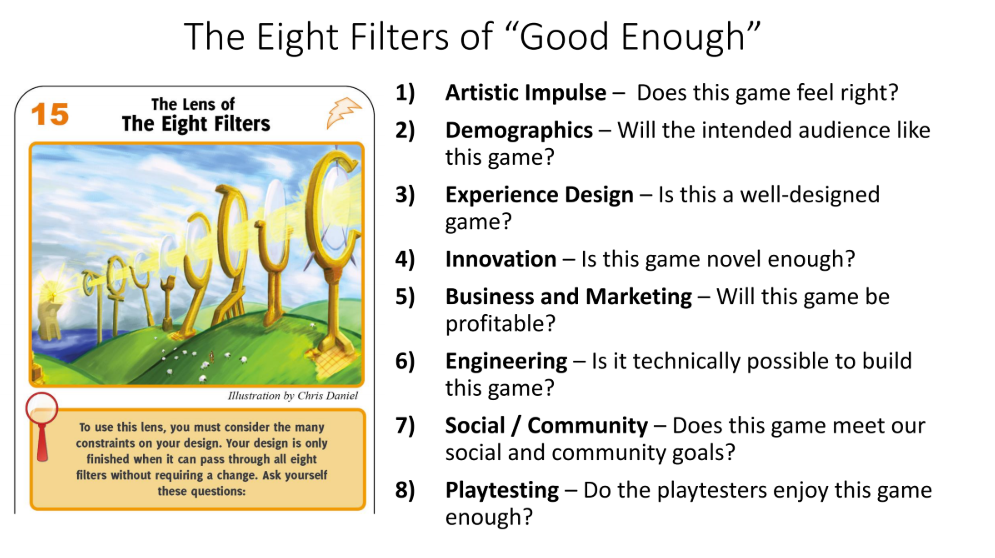 The Eight Filters of “Good Enough”
15
The Lens of
The Eight Filters
Illustration by Chris Daniel
To use this lens, you must consider the many
constraints on your design. Your design is only
finished when it can pass through all eight
filters without requiring a change. Ask yourself
these questions:
1) Artistic Impulse – Does this game feel right?
2) Demographics – Will the intended audience like
this game?
3) Experience Design – Is this a well-designed
game?
4) Innovation – Is this game novel enough?
5) Business and Marketing – Will this game be
profitable?
6) Engineering – Is it technically possible to build
this game?
7) Social / Community – Does this game meet our
social and community goals?
8) Playtesting – Do the playtesters enjoy this game
enough?